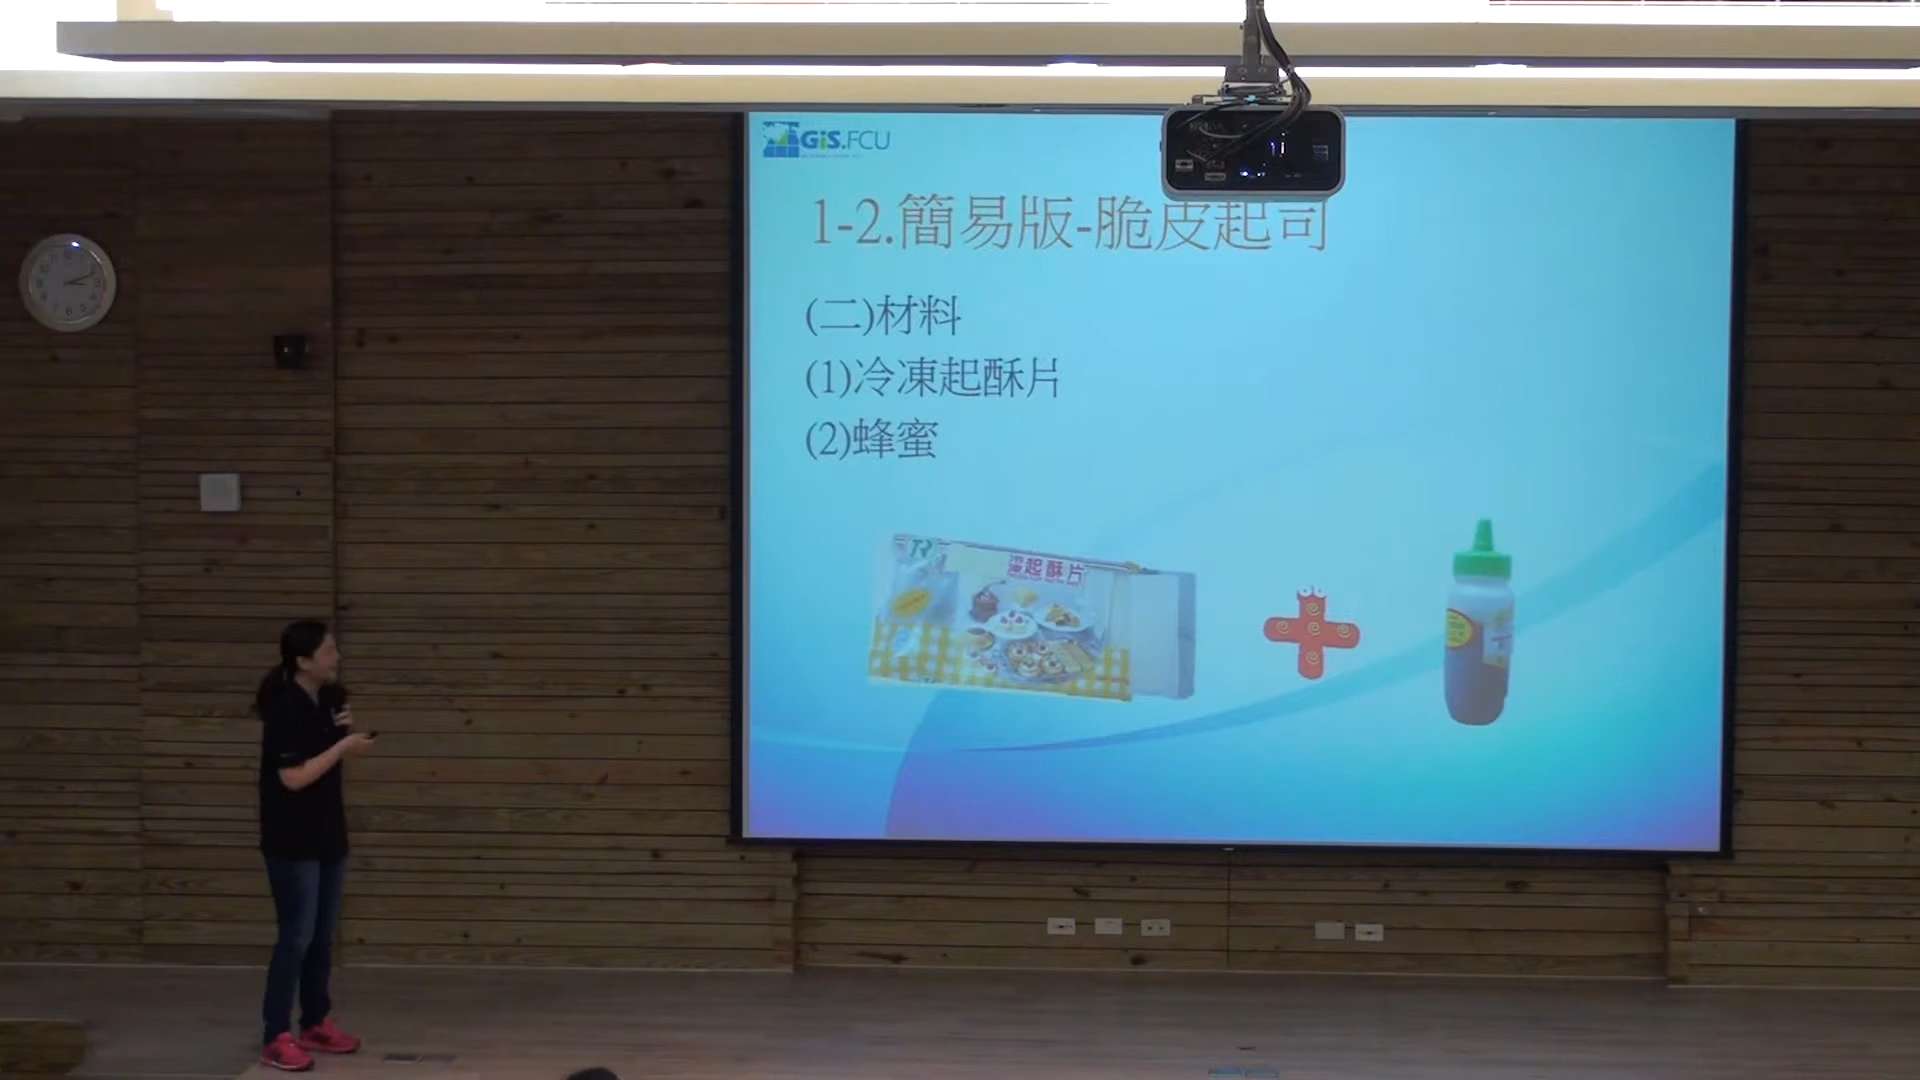 GIS.FCU
1-2.簡易版-脆皮起司
(二)材料
(1)冷凍起酥片
(2)蜂蜜
TR
起酥片